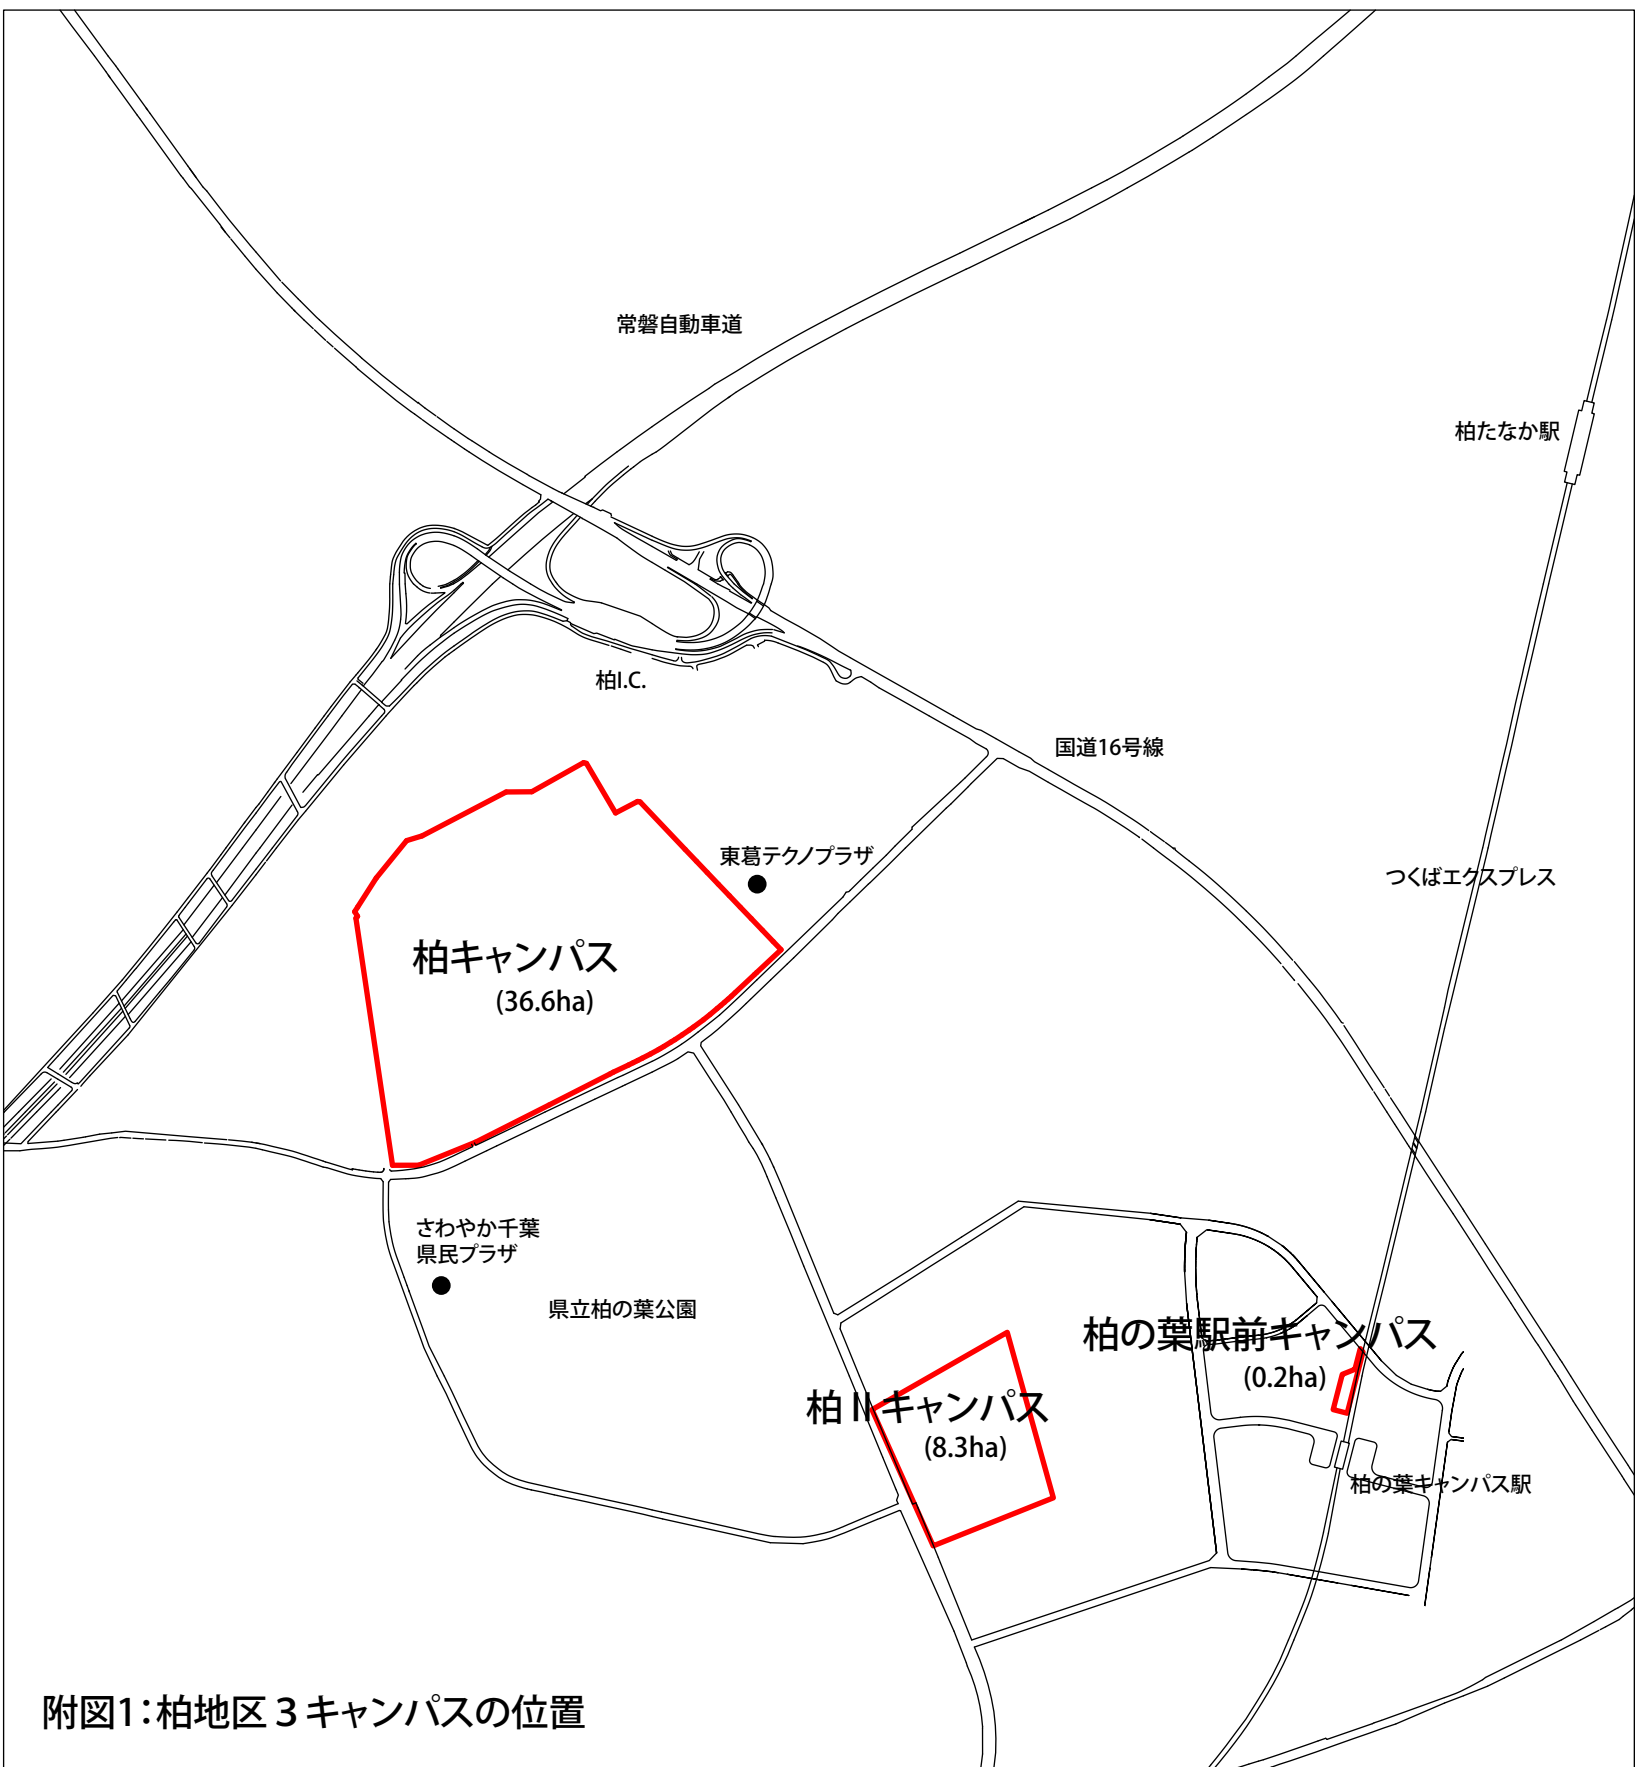 常磐自動車道
柏たなか駅
柏I.C.
国道16号線
東葛テクノプラザ
つくばエクスプレス
柏キャンパス
(36.6ha)
さわやか千葉
県民プラザ
県立柏の葉公園
柏の葉駅前キャンパス
(0.2ha)
柏 II キャンパス
(8.3ha)
柏の葉キャンパス駅
附図1：柏地区 3 キャンパスの位置